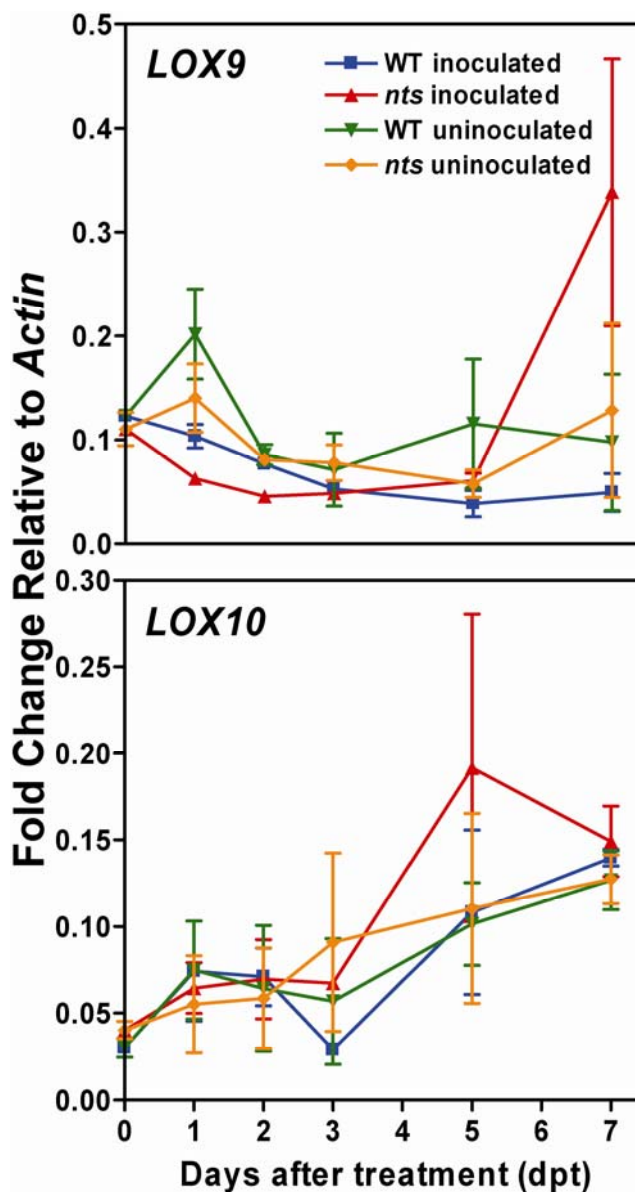 Fold Change Relative to Actin
LOX9
WT inoculated
nts inoculated
WT uninoculated
nts uninoculated
0.5
0.4
0.3
0.2
0.1
0.0
LOX10
0.30
0.25
0.20
0.15
0.10
0.05
0.00
0 1 2 3 4 5 6 7
Days after treatment (dpt)